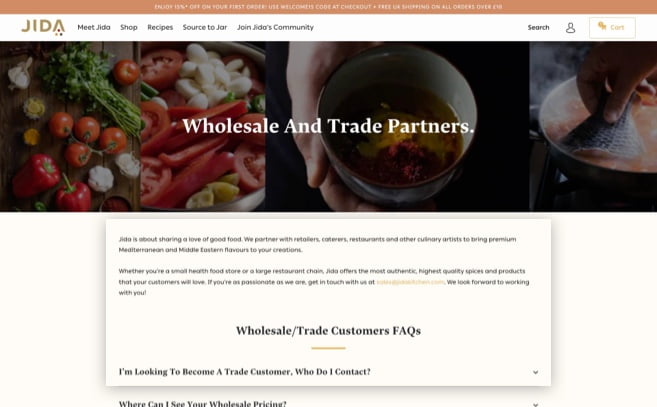 ENJOY 15%* OFF ON YOUR FIRST ORDER! USE WELCOME15 CODE AT CHECKOUT + FREE UK SHIPPING ON ALL ORDERS OVER £10
JIDA
Meet Jida Shop Recipes Source to Jar Join Jida's Community Search Cart
Wholesale And Trade Partners.
Jida is about sharing a love of good food. We partner with retailers, caterers, restaurants and other culinary artists to bring premium
Mediterranean and Middle Eastern flavours to your creations.
Whether you're a small health food store or a large restaurant chain, Jida offers the most authentic, highest quality spices and products
that your customers will love. If you're as passionate as we are, get in touch with us at sales@jidakitchen.com. We look forward to working
with you!
Wholesale/Trade Customers FAQs
I'm Looking To Become A Trade Customer, Who Do I Contact?
Where Can I See Your Wholesale Pricing?